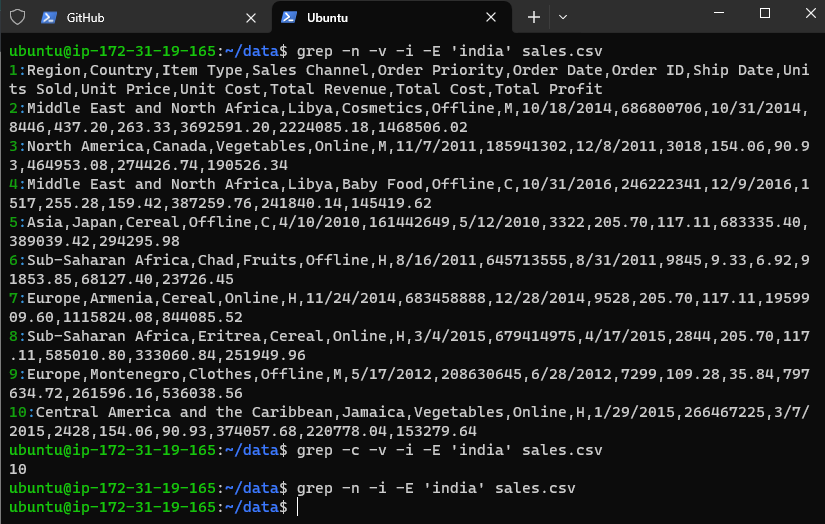 GitHub
Ubuntu
ubuntu@ip-172-31-19-165:~/data$ grep -n -v -i -E 'india' sales.csv
1:Region,Country,Item Type,Sales Channel,Order Priority,Order Date,Order ID,Ship Date,Uni
ts Sold,Unit Price,Unit Cost,Total Revenue,Total Cost,Total Profit
2:Middle East and North Africa,Libya,Cosmetics,Offline,M,10/18/2014,686800706,10/31/2014,
8446,437.20,263.33,3692591.20,2224085.18,1468506.02
3:North America,Canada,Vegetables,Online,M,11/7/2011,185941302,12/8/2011,3018,154.06,90.9
3,464953.08,274426.74,190526.34
4:Middle East and North Africa,Libya,Baby Food,Offline,C,10/31/2016,246222341,12/9/2016,1
517,255.28,159.42,387259.76,241840.14,145419.62
5:Asia,Japan,Cereal,Offline,C,4/10/2010,161442649,5/12/2010,3322,205.70,117.11,683335.40,
389039.42,294295.98
6:Sub-Saharan Africa,Chad,Fruits,Offline,H,8/16/2011,645713555,8/31/2011,9845,9.33,6.92,9
1853.85,68127.40,23726.45
7:Europe,Armenia,Cereal,Online,H,11/24/2014,683458888,12/28/2014,9528,205.70,117.11,19599
09.60,1115824.08,844085.52
8:Sub-Saharan Africa,Eritrea,Cereal,Online,H,3/4/2015,679414975,4/17/2015,2844,205.70,117
.11,585010.80,333060.84,251949.96
9:Europe,Montenegro,Clothes,Offline,M,5/17/2012,208630645,6/28/2012,7299,109.28,35.84,797
634.72,261596.16,536038.56
10:Central America and the Caribbean,Jamaica,Vegetables,Online,H,1/29/2015,266467225,3/7/
2015,2428,154.06,90.93,374057.68,220778.04,153279.64
ubuntu@ip-172-31-19-165:~/data$ grep -c -v -i -E 'india' sales.csv
10
ubuntu@ip-172-31-19-165:~/data$ grep -n -i -E 'india' sales.csv
ubuntu@ip-172-31-19-165:~/data$